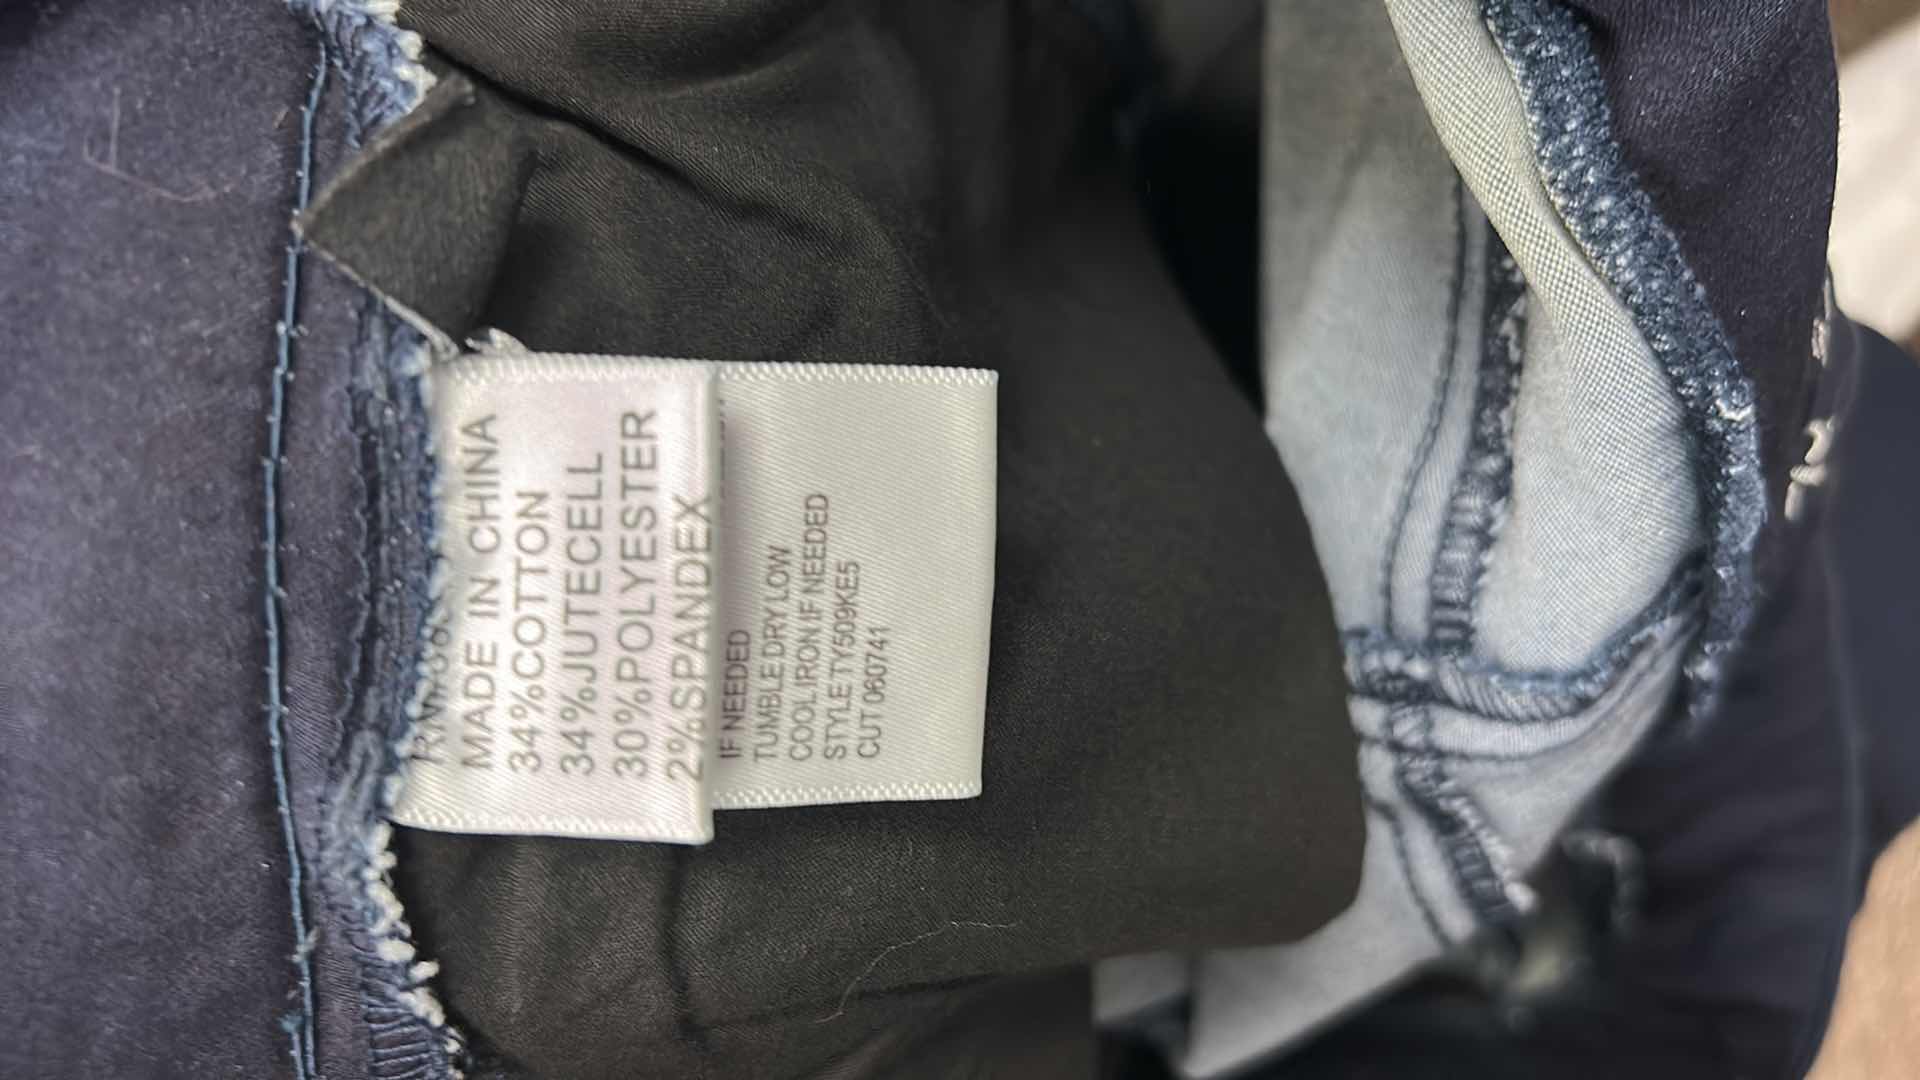 MADE IN CHINA
34%COTTON
34%JUTECELL
30%POLYESTER
2%SPANDEX
IF NEEDED
TUMBLE DRY LOW
COOL IRON IF NEEDED
STYLE TY509KE5
CUT 060741